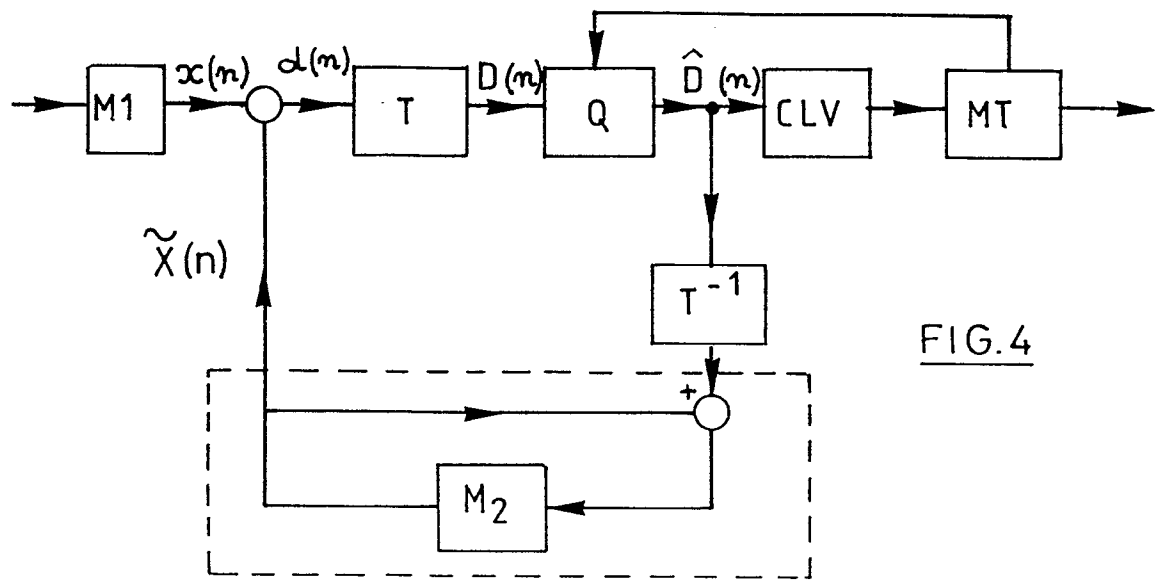 x(n) d(n) D(n) D̂(n)
M1 T Q CLV MT
X̃(n)
T⁻¹
FIG.4
+
M₂